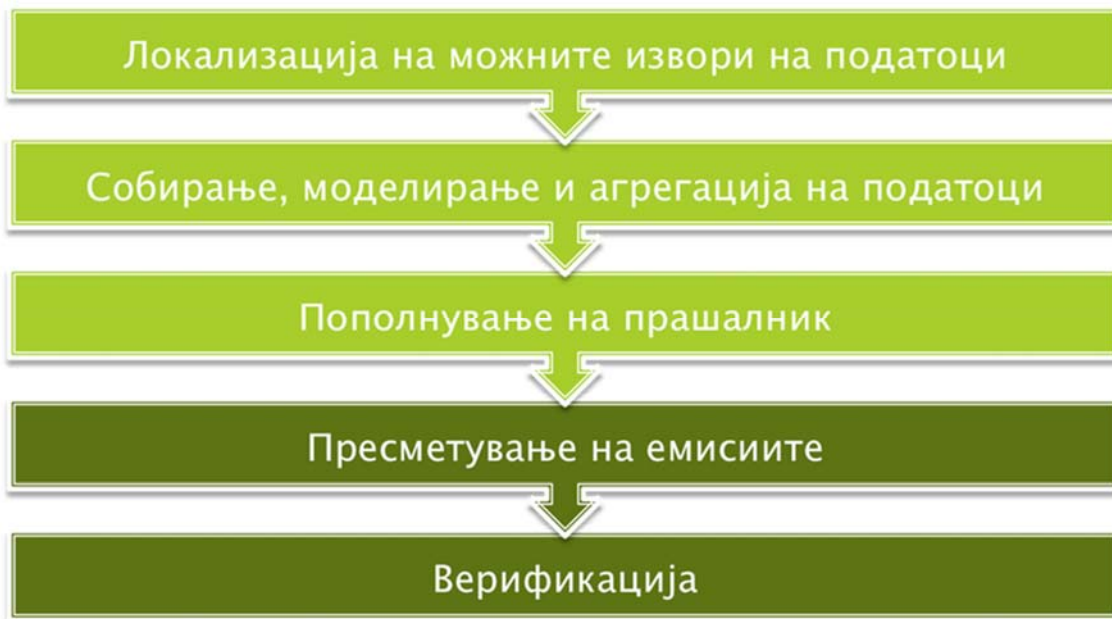 Локализација на можните извори на податоци
Собирање, моделирање и агрегација на податоци
Пополнување на прашалник
Пресметување на емисиите
Верификација